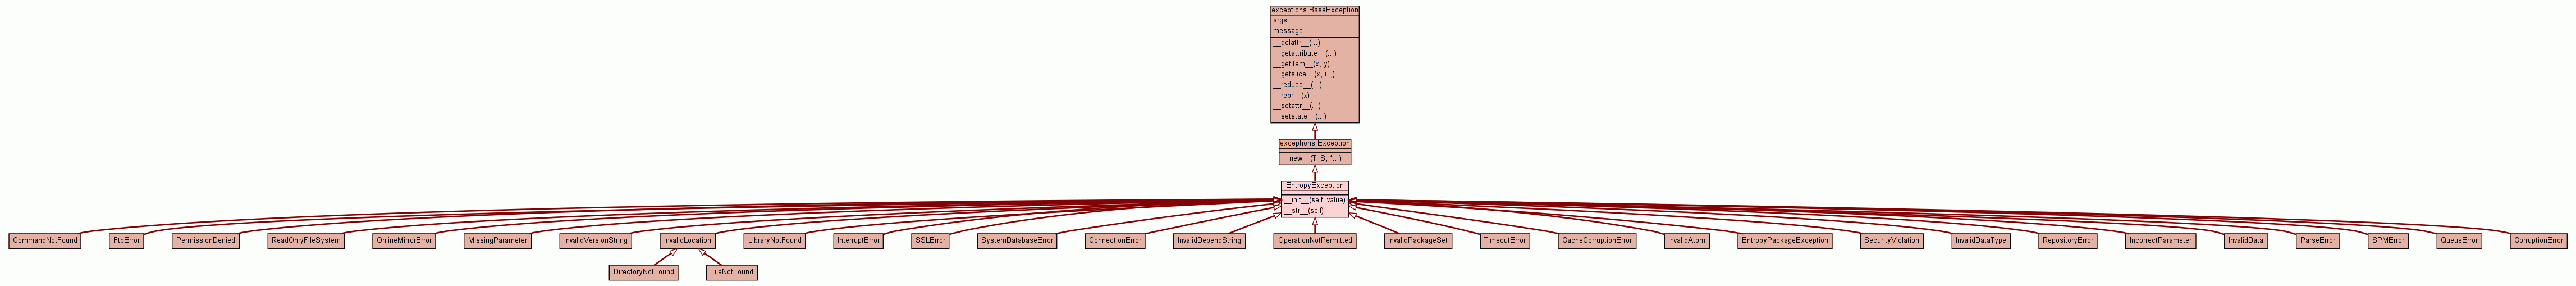 exceptions.BaseException
args
message
__delattr__(...)
__getattribute__(...)
__getitem__(x, y)
__getslice__(x, i, j)
__reduce__(...)
__repr__(x)
__setattr__(...)
__setstate__(...)
exceptions.Exception
__new__(T, S, *...)
EntropyException
__init__(self, value)
__str__(self)
CommandNotFound
FtpError
PermissionDenied
ReadOnlyFileSystem
OnlineMirrorError
MissingParameter
InvalidVersionString
InvalidLocation
LibraryNotFound
InterruptError
SSLError
SystemDatabaseError
ConnectionError
InvalidDependString
OperationNotPermitted
InvalidPackageSet
TimeoutError
CacheCorruptionError
InvalidAtom
EntropyPackageException
SecurityViolation
InvalidDataType
RepositoryError
IncorrectParameter
InvalidData
ParseError
SPMError
QueueError
CorruptionError
DirectoryNotFound
FileNotFound